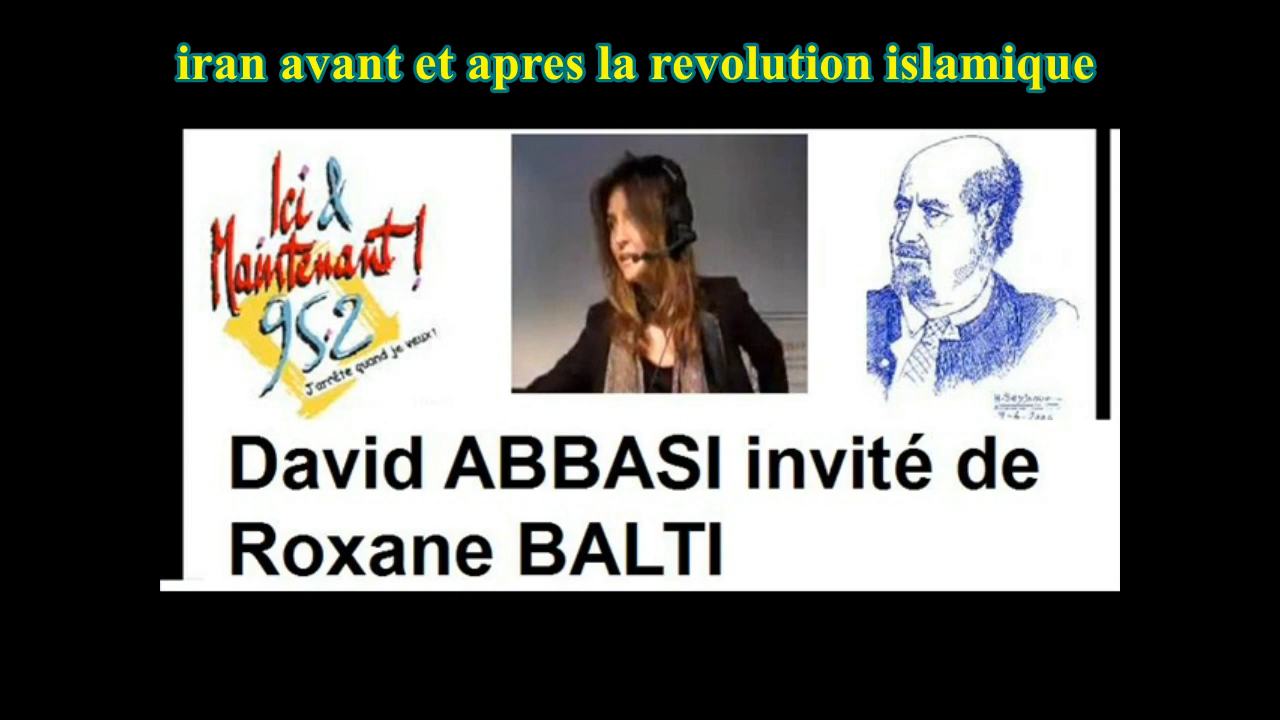 iran avant et apres la revolution islamique
Ici &
Maintenant !
95.2
J'arrête quand je veux !
David ABBASI invité de
Roxane BALTI